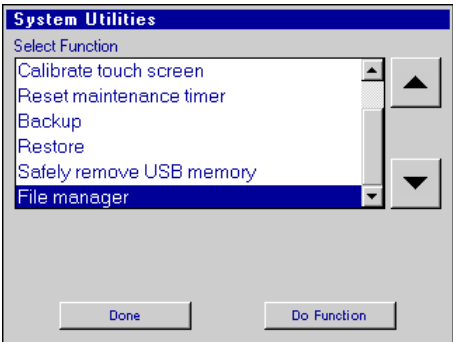 System Utilities
Select Function
Calibrate touch screen
Reset maintenance timer
Backup
Restore
Safely remove USB memory
File manager
Done
Do Function